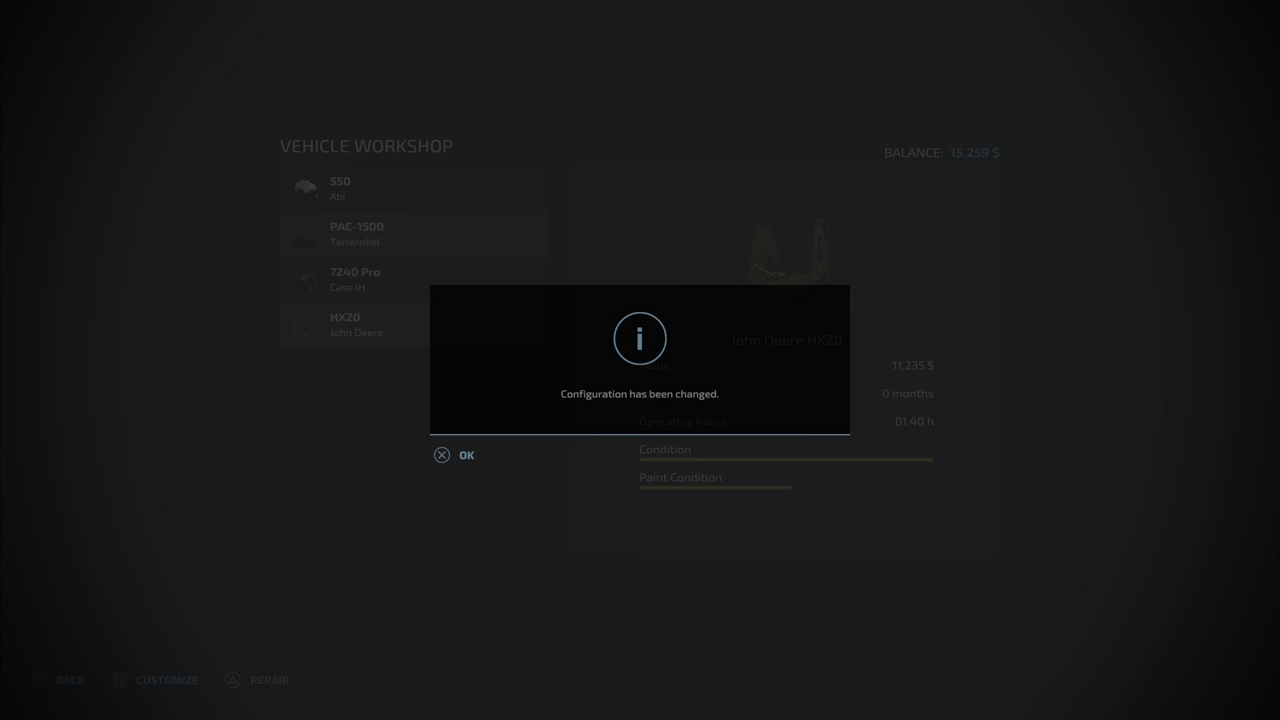 VEHICLE WORKSHOP
BALANCE: 15,259 $
550
Abi
PAC-1500
Tenwinkel
7240 Pro
Case IH
HX20
John Deere
John Deere HX20
Value
11,235 $
0 months
Configuration has been changed.
Operating hours
01:40 h
Condition
OK
Paint Condition
BACK
CUSTOMIZE
REPAIR